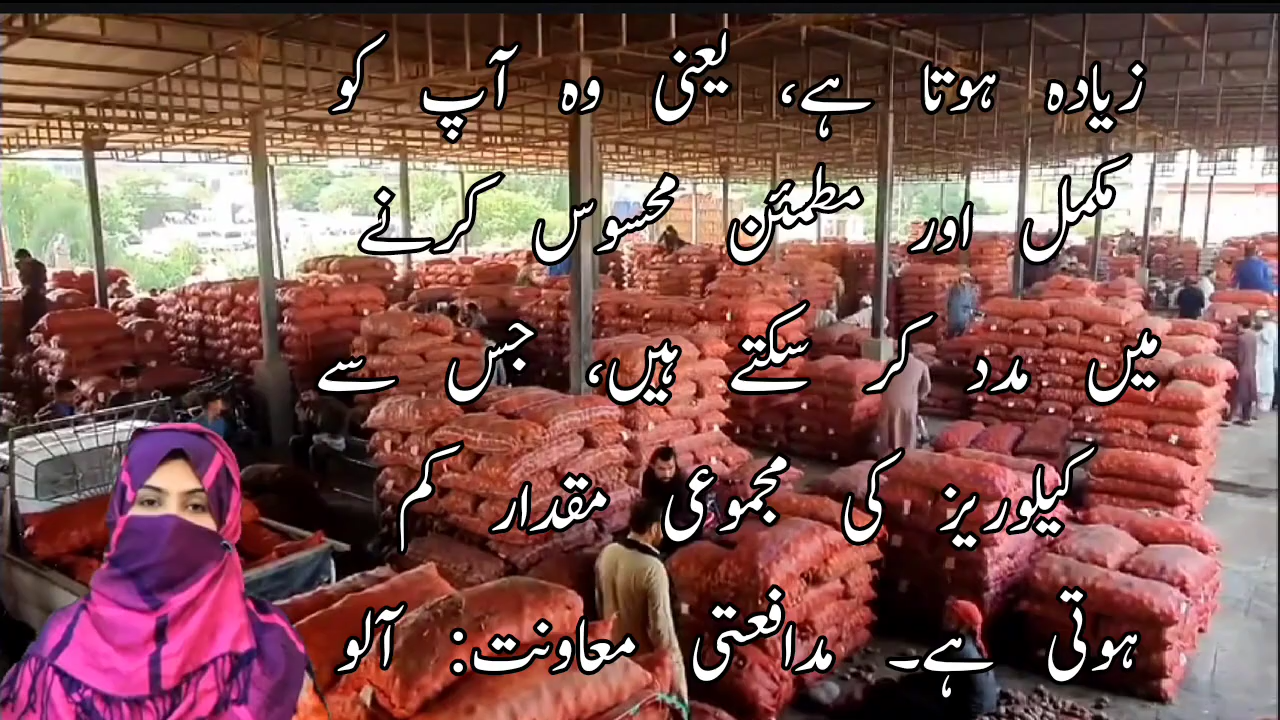 زیادہ ہوتا ہے، یعنی وہ آپ کو
مکمل اور مطمئن محسوس کرنے
میں مدد کر سکتے ہیں، جس سے
کیلوریز کی مجموعی مقدار کم
ہوتی ہے۔ مدافعتی معاونت: آلو